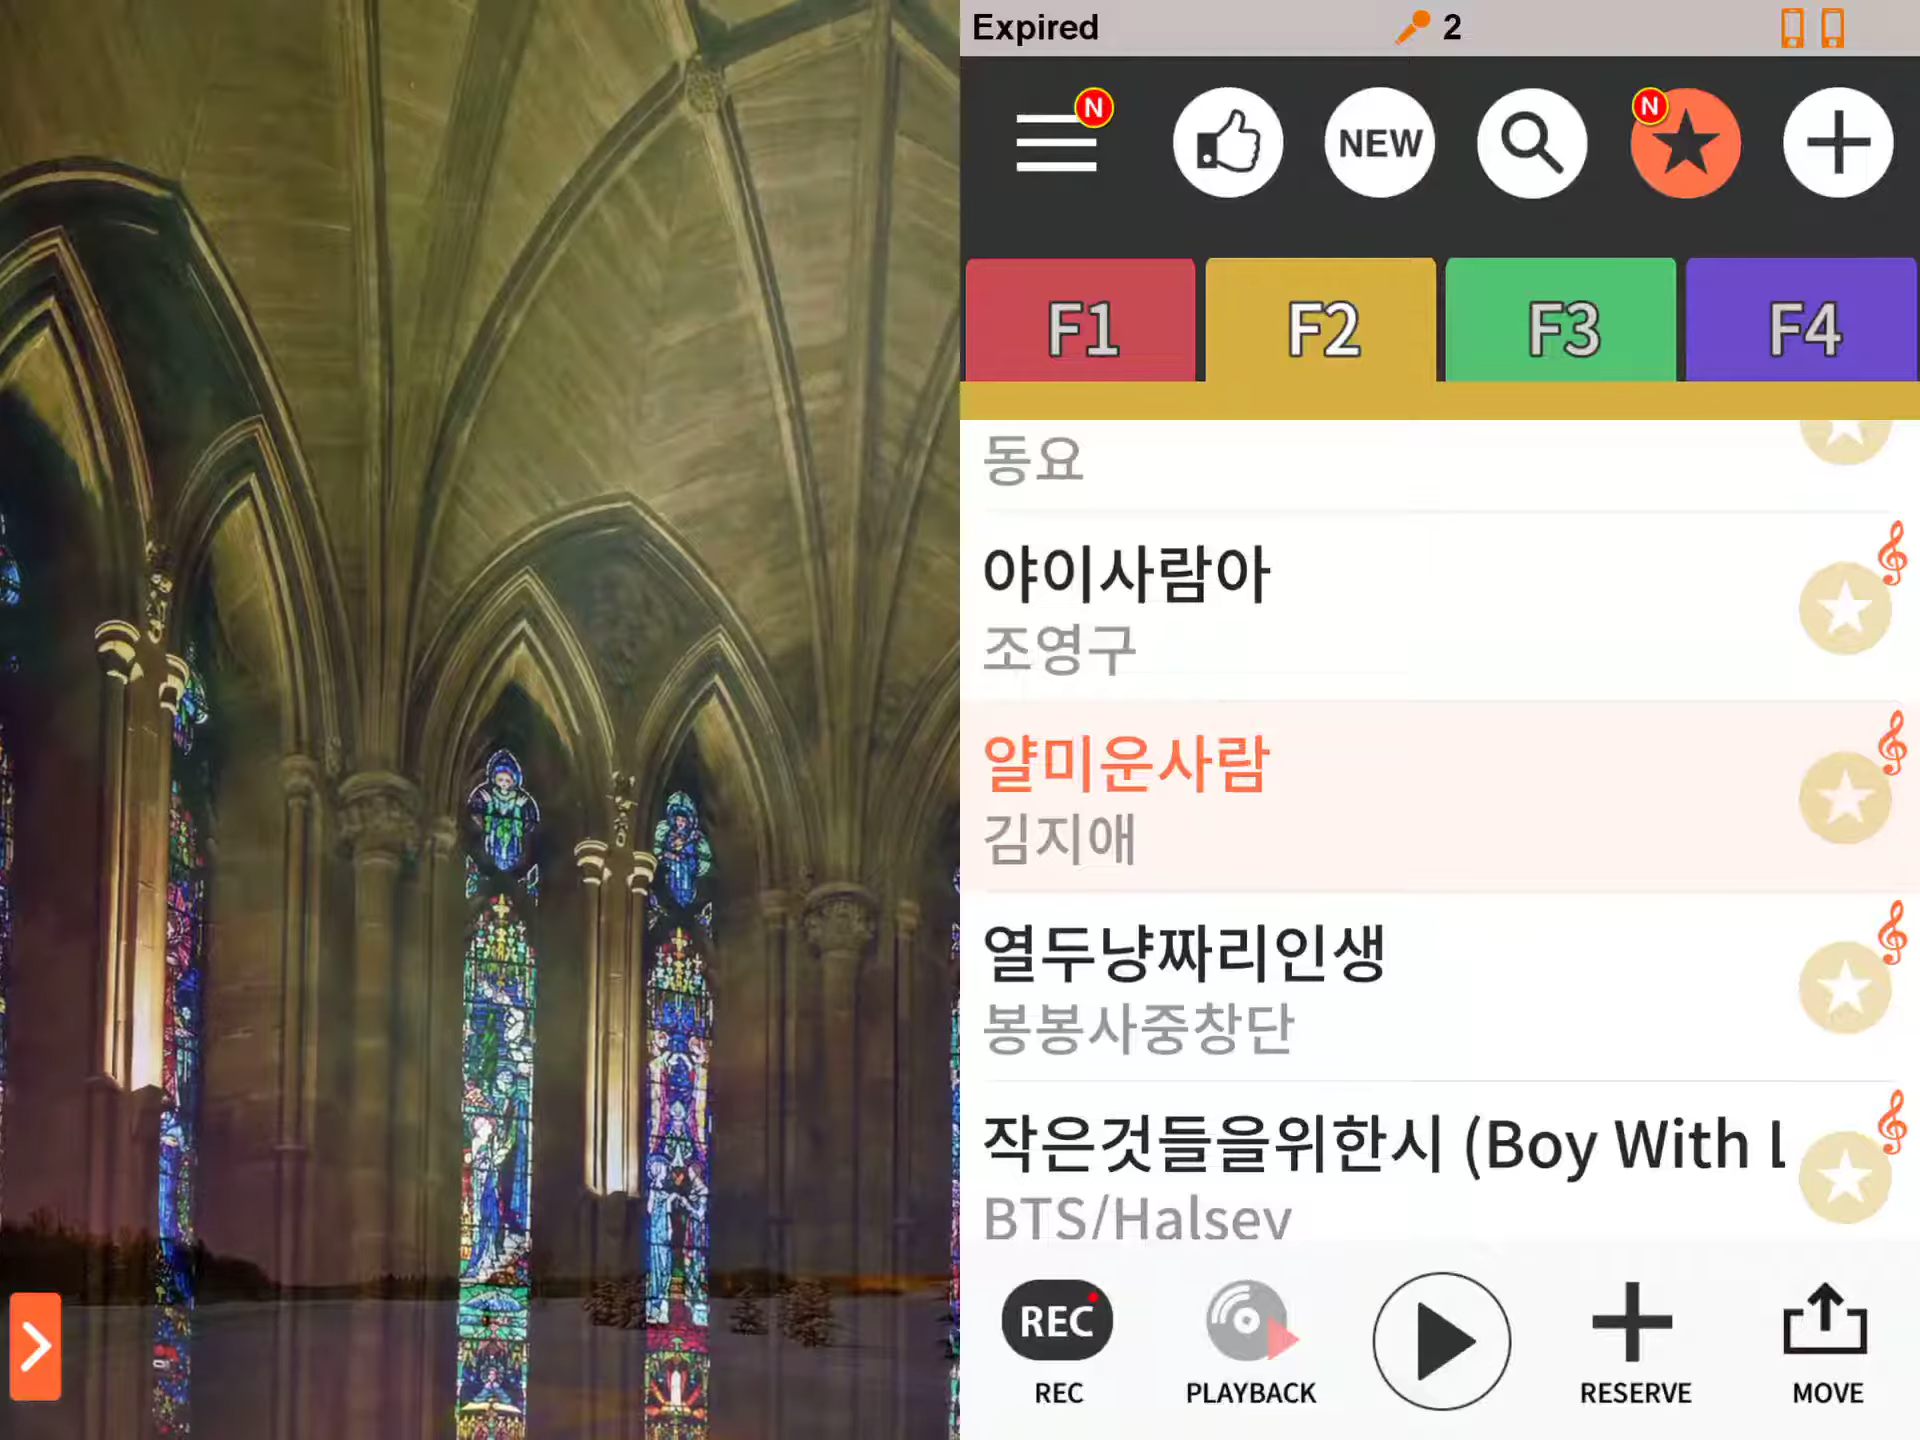 Expired
2
N
NEW
N
F1
F2
F3
F4
동요
야이사람아
조영구
얄미운사람
김지애
열두냥짜리인생
봉봉사중창단
작은것들을위한시 (Boy With L
BTS/Halsey
REC
REC
PLAYBACK
RESERVE
MOVE